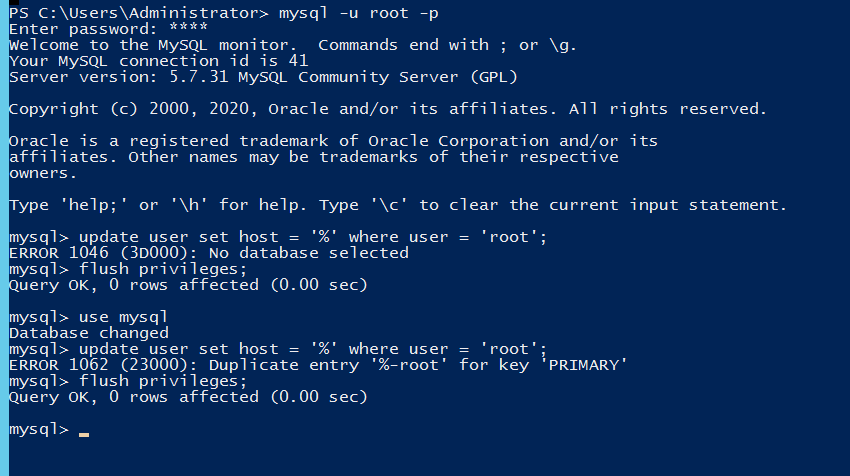 PS C:\Users\Administrator> mysql -u root -p
Enter password: ****
Welcome to the MySQL monitor.  Commands end with ; or \g.
Your MySQL connection id is 41
Server version: 5.7.31 MySQL Community Server (GPL)
Copyright (c) 2000, 2020, Oracle and/or its affiliates. All rights reserved.
Oracle is a registered trademark of Oracle Corporation and/or its
affiliates. Other names may be trademarks of their respective
owners.
Type 'help;' or '\h' for help. Type '\c' to clear the current input statement.
mysql> update user set host = '%' where user = 'root';
ERROR 1046 (3D000): No database selected
mysql> flush privileges;
Query OK, 0 rows affected (0.00 sec)
mysql> use mysql
Database changed
mysql> update user set host = '%' where user = 'root';
ERROR 1062 (23000): Duplicate entry '%-root' for key 'PRIMARY'
mysql> flush privileges;
Query OK, 0 rows affected (0.00 sec)
mysql>